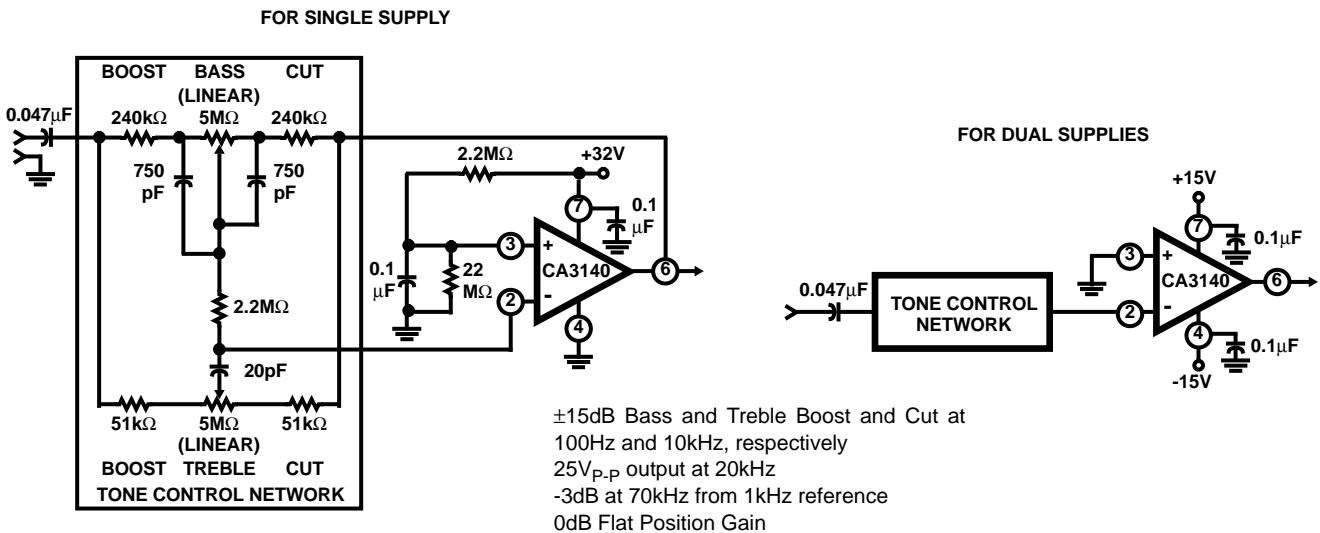 FOR SINGLE SUPPLY
BOOST BASS CUT
(LINEAR)
0.047μF
240kΩ 5MΩ 240kΩ
750
pF
750
pF
2.2MΩ
20pF
51kΩ 5MΩ 51kΩ
(LINEAR)
BOOST TREBLE CUT
TONE CONTROL NETWORK
2.2MΩ
+32V
7
0.1
μF
3
+
CA3140
6
0.1
μF
22
MΩ
2
-
4
FOR DUAL SUPPLIES
+15V
7
0.1μF
3
+
CA3140
6
0.047μF
TONE CONTROL
NETWORK
2
-
4
0.1μF
-15V
±15dB Bass and Treble Boost and Cut at
100Hz and 10kHz, respectively
25VP-P output at 20kHz
-3dB at 70kHz from 1kHz reference
0dB Flat Position Gain